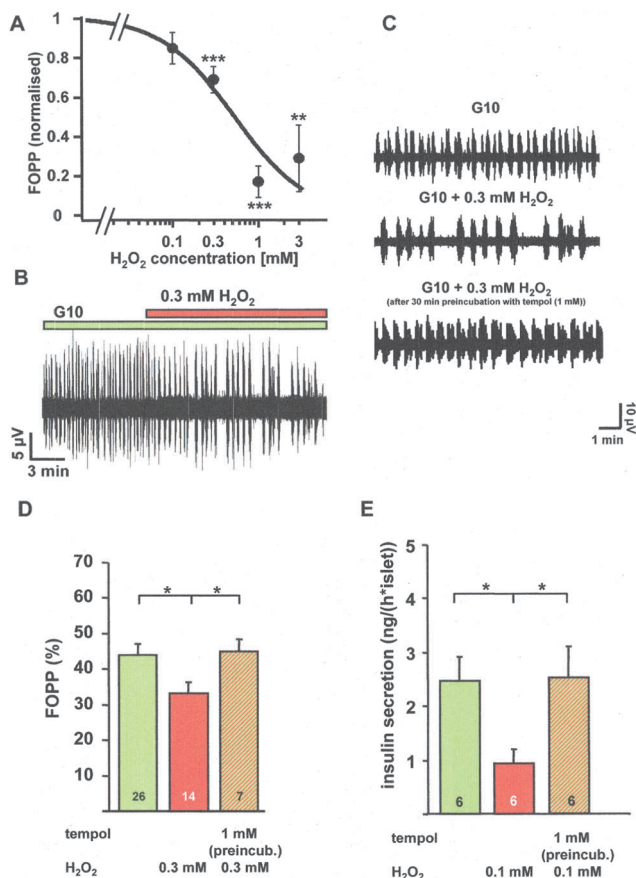 A
FOPP (normalised)
1
0.8
0.6
0.4
0.2
0
***
**
***
0.1
0.3
1
3
H₂O₂ concentration [mM]
B
G10
0.3 mM H₂O₂
5 µV
3 min
C
G10
G10 + 0.3 mM H₂O₂
G10 + 0.3 mM H₂O₂
(after 30 min preincubation with tempol (1 mM))
10 µV
1 min
D
FOPP (%)
70
60
50
40
30
20
10
*
*
26
14
7
tempol
1 mM
(preincub.)
H₂O₂
0.3 mM
0.3 mM
E
insulin secretion (ng/(h*islet))
5
4
3
2
1
0
*
*
6
6
6
tempol
1 mM
(preincub.)
H₂O₂
0.1 mM
0.1 mM